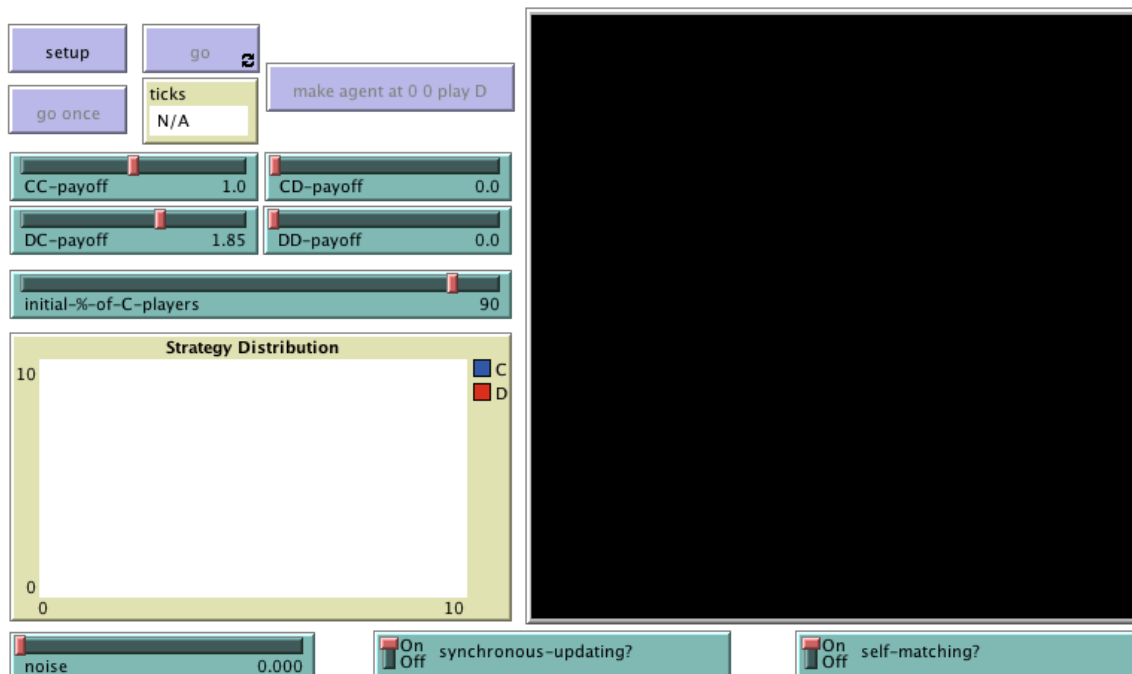 setup
go
make agent at 0 0 play D
go once
ticks
N/A
CC-payoff 1.0
CD-payoff 0.0
DC-payoff 1.85
DD-payoff 0.0
initial-%-of-C-players 90
Strategy Distribution
10
C
D
0
0 10
noise 0.000
On
Off
synchronous-updating?
On
Off
self-matching?